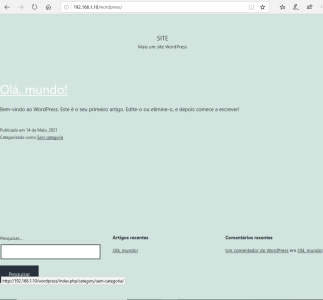 192.168.1.10/wordpress/
SITE
Mais um site WordPress
Olá, mundo!
Bem-vindo ao WordPress. Este é o seu primeiro artigo. Edite-o ou elimine-o, e depois comece a escrever!
Publicado em 14 de Maio, 2021
Categorizado como Sem categoria
Pesquisar…
Artigos recentes
Comentários recentes
Olá, mundo!
Um comentador do WordPress em Olá, mundo!
Pesquisar
http://192.168.1.10/wordpress/index.php/category/sem-categoria/